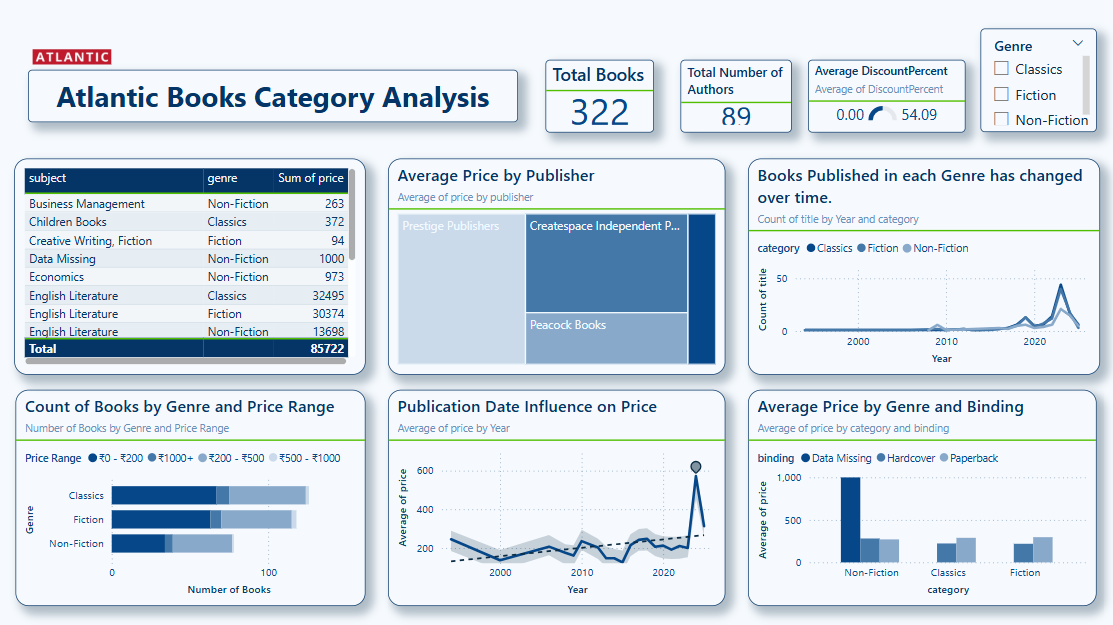 ATLANTIC
Atlantic Books Category Analysis
Total Books
322
Total Number of
Authors
89
Average DiscountPercent
Average of DiscountPercent
0.00 54.09
Genre
Classics
Fiction
Non-Fiction
subject genre Sum of price
Business Management Non-Fiction 263
Children Books Classics 372
Creative Writing, Fiction Fiction 94
Data Missing Non-Fiction 1000
Economics Non-Fiction 973
English Literature Classics 32495
English Literature Fiction 30374
English Literature Non-Fiction 13698
Total 85722
Average Price by Publisher
Average of price by publisher
Prestige Publishers
Createspace Independent P...
Peacock Books
Books Published in each Genre has changed
over time.
Count of title by Year and category
category Classics Fiction Non-Fiction
Count of title
50
0
2000 2010 2020
Year
Count of Books by Genre and Price Range
Number of Books by Genre and Price Range
Price Range ₹0 - ₹200 ₹1000+ ₹200 - ₹500 ₹500 - ₹1000
Genre
Classics
Fiction
Non-Fiction
0 100
Number of Books
Publication Date Influence on Price
Average of price by Year
Average of price
600
400
200
2000 2010 2020
Year
Average Price by Genre and Binding
Average of price by category and binding
binding Data Missing Hardcover Paperback
Average of price
1,000
500
0
Non-Fiction Classics Fiction
category